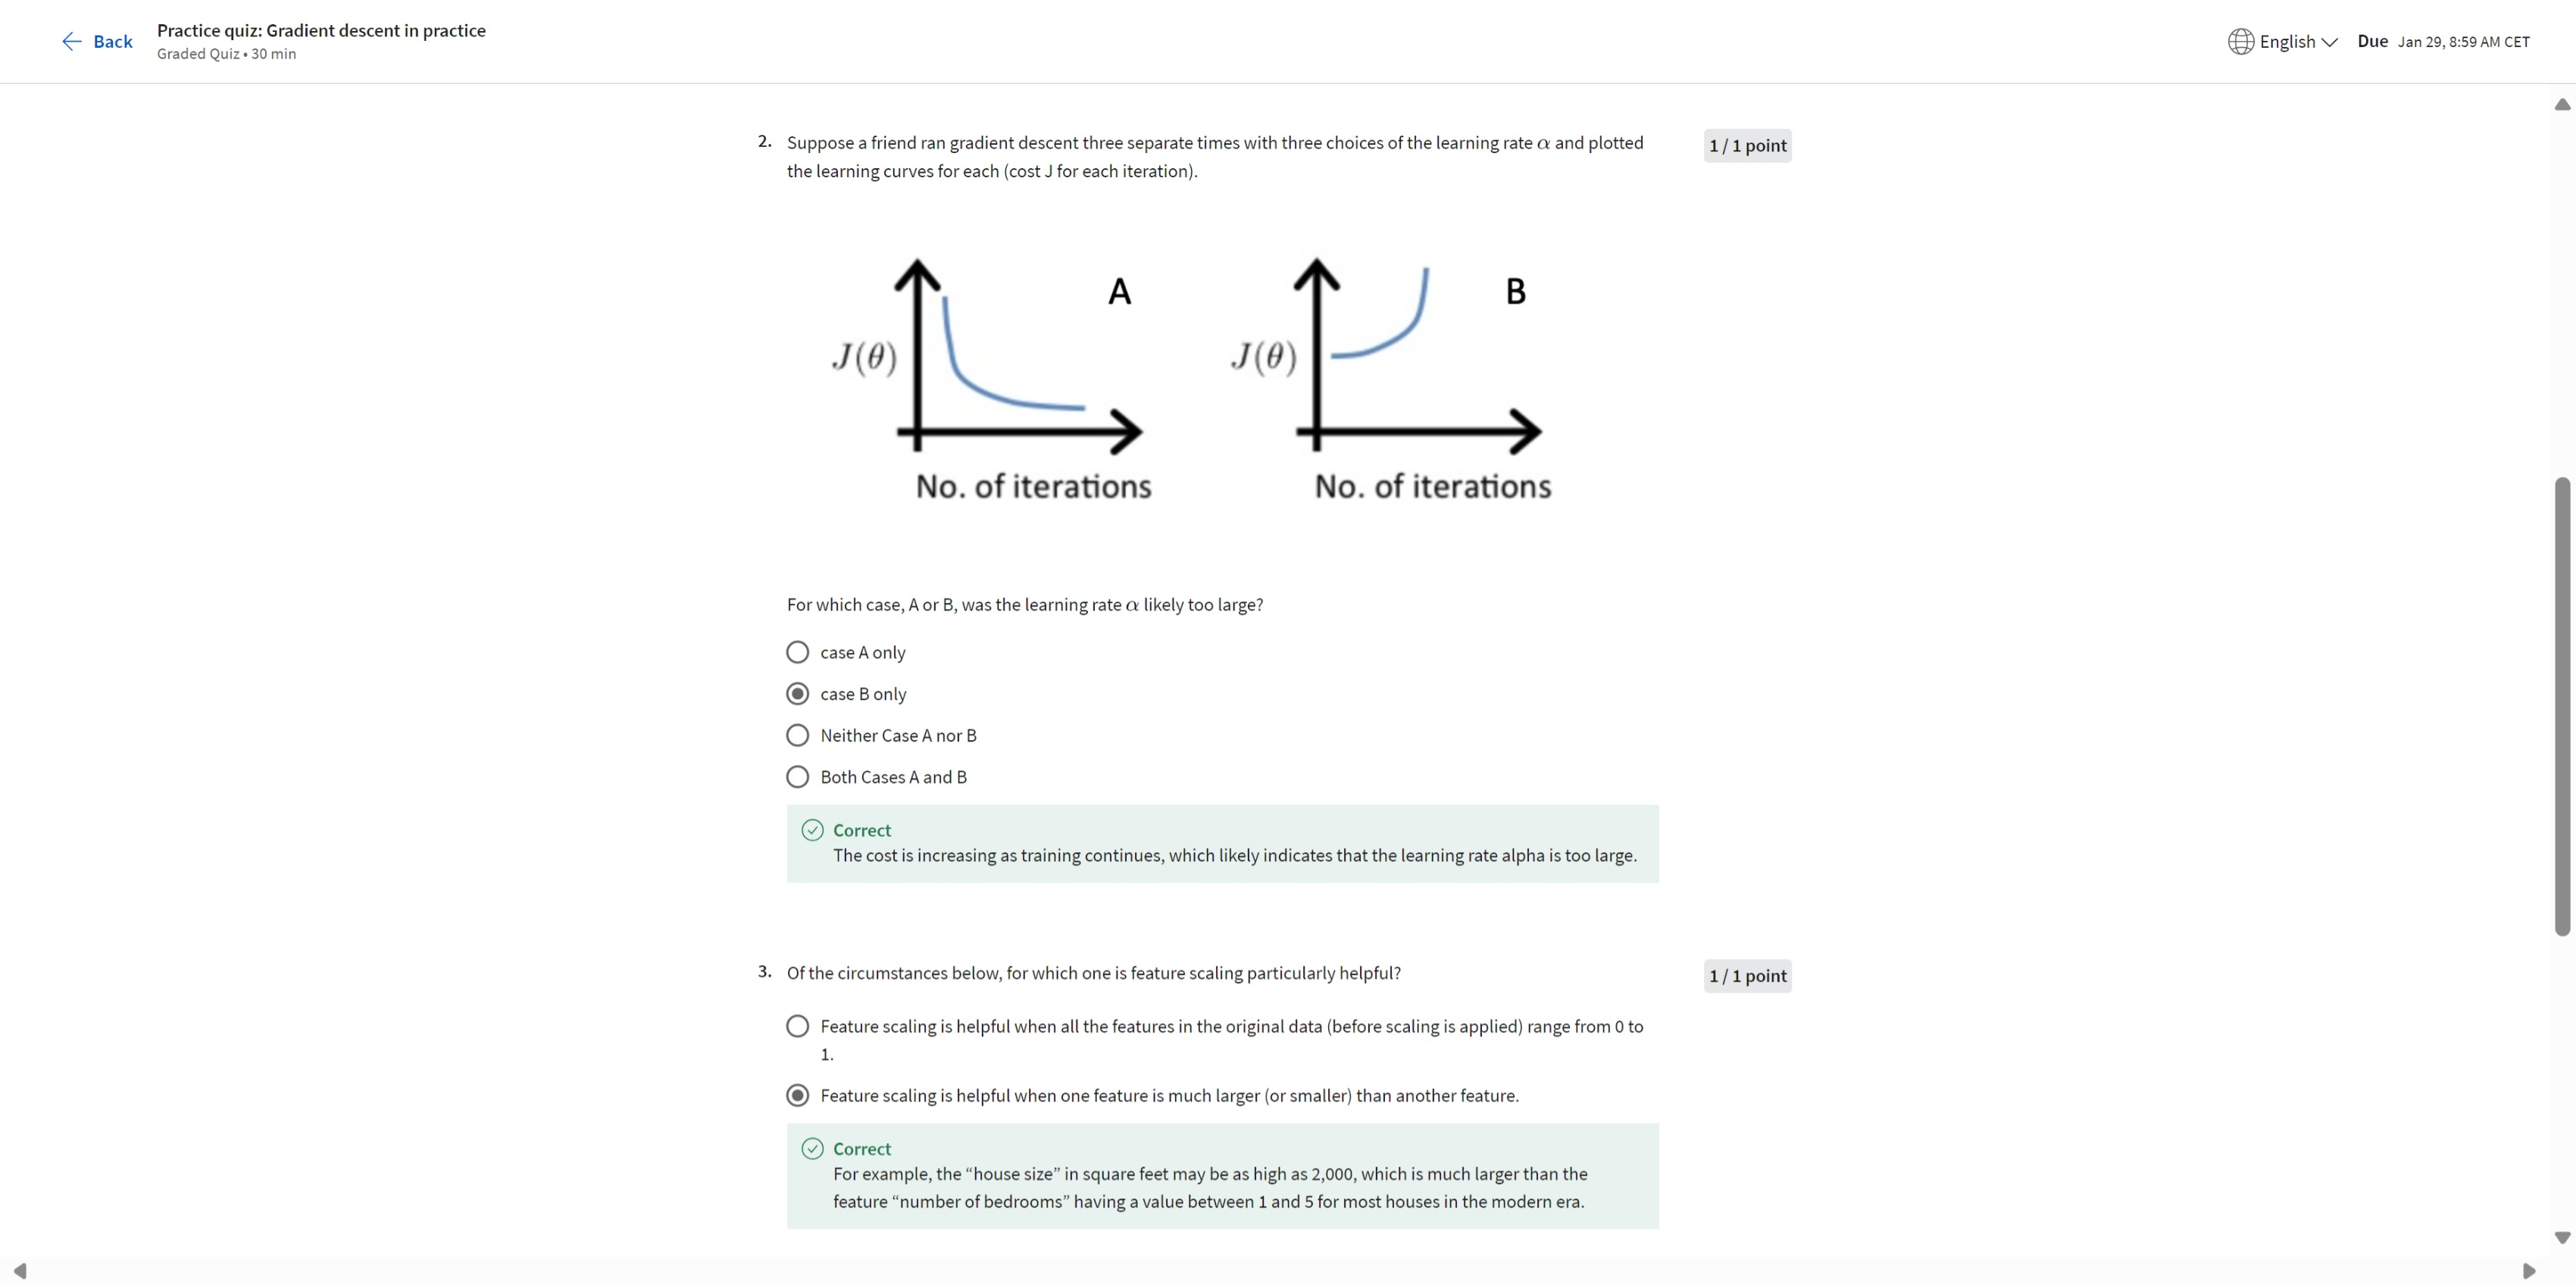 Back
Practice quiz: Gradient descent in practice
Graded Quiz • 30 min
English
Due Jan 29, 8:59 AM CET
2. Suppose a friend ran gradient descent three separate times with three choices of the learning rate α and plotted
the learning curves for each (cost J for each iteration).
1 / 1 point
A
J(θ)
No. of iterations
B
J(θ)
No. of iterations
For which case, A or B, was the learning rate α likely too large?
case A only
case B only
Neither Case A nor B
Both Cases A and B
Correct
The cost is increasing as training continues, which likely indicates that the learning rate alpha is too large.
3. Of the circumstances below, for which one is feature scaling particularly helpful?
1 / 1 point
Feature scaling is helpful when all the features in the original data (before scaling is applied) range from 0 to
1.
Feature scaling is helpful when one feature is much larger (or smaller) than another feature.
Correct
For example, the “house size” in square feet may be as high as 2,000, which is much larger than the
feature “number of bedrooms” having a value between 1 and 5 for most houses in the modern era.